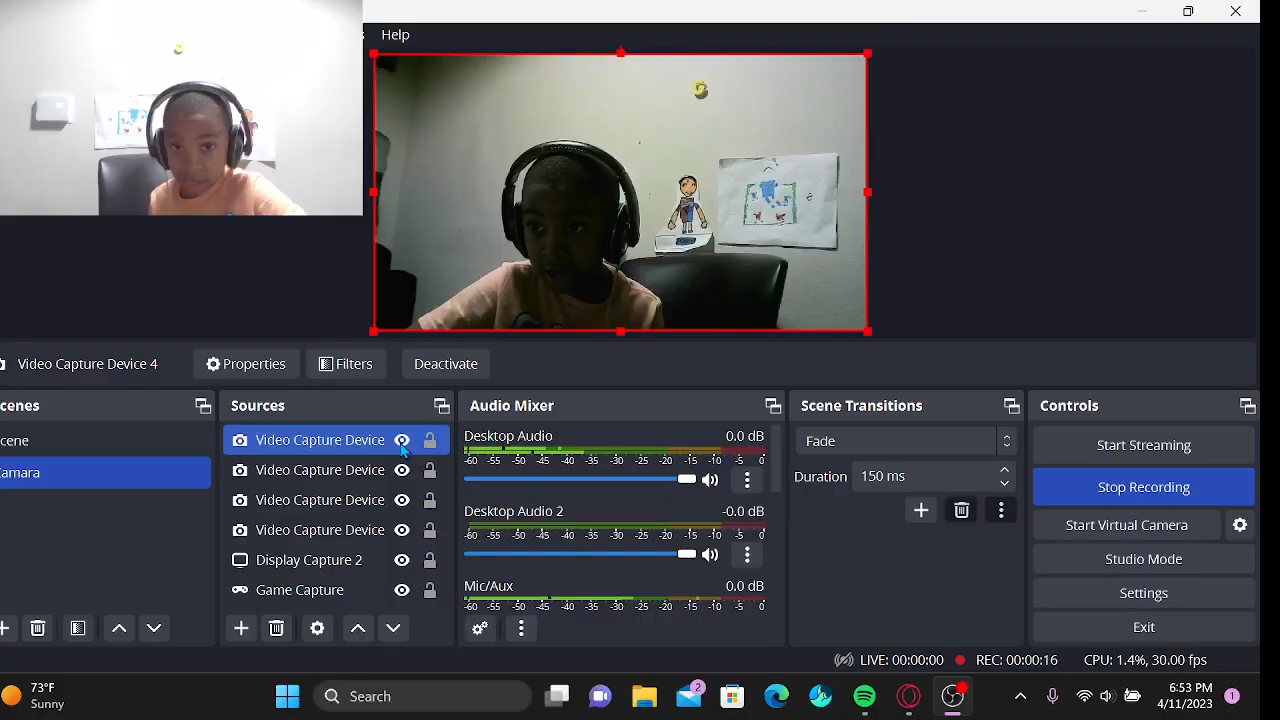 Help
Video Capture Device 4
Properties
Filters
Deactivate
cenes
Sources
Audio Mixer
Scene Transitions
Controls
cene
amara
Video Capture Device
Video Capture Device
Video Capture Device
Video Capture Device
Display Capture 2
Game Capture
Desktop Audio 0.0 dB
-60 -55 -50 -45 -40 -35 -30 -25 -20 -15 -10 -5 0
Desktop Audio 2 -0.0 dB
-60 -55 -50 -45 -40 -35 -30 -25 -20 -15 -10 -5 0
Mic/Aux 0.0 dB
-60 -55 -50 -45 -40 -35 -30 -25 -20 -15 -10 -5 0
Fade
Duration 150 ms
Start Streaming
Stop Recording
Start Virtual Camera
Studio Mode
Settings
Exit
LIVE: 00:00:00 REC: 00:00:16 CPU: 1.4%, 30.00 fps
73°F
Sunny
Search
2
6:53 PM
4/11/2023
1